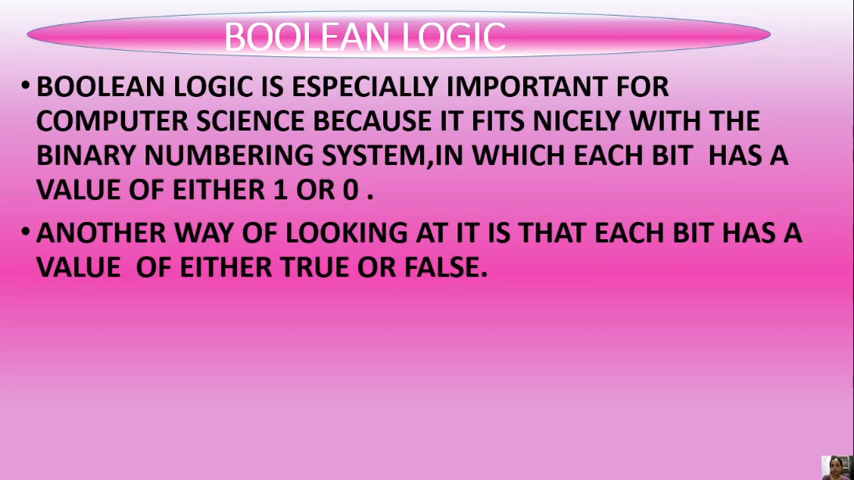 BOOLEAN LOGIC
• BOOLEAN LOGIC IS ESPECIALLY IMPORTANT FOR
COMPUTER SCIENCE BECAUSE IT FITS NICELY WITH THE
BINARY NUMBERING SYSTEM,IN WHICH EACH BIT HAS A
VALUE OF EITHER 1 OR 0 .
• ANOTHER WAY OF LOOKING AT IT IS THAT EACH BIT HAS A
VALUE OF EITHER TRUE OR FALSE.